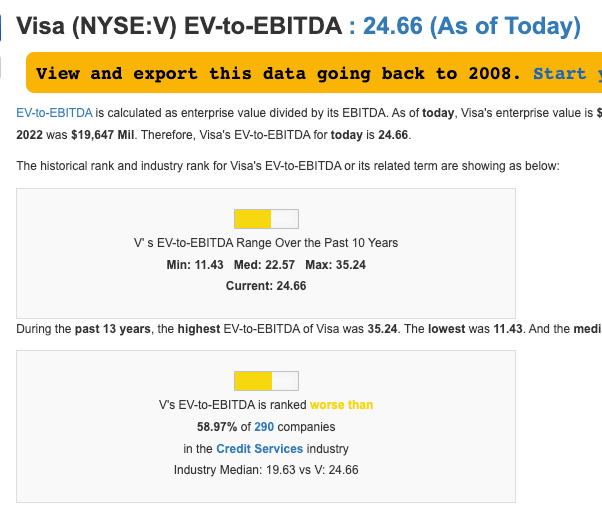 Visa (NYSE:V) EV-to-EBITDA : 24.66 (As of Today)
View and export this data going back to 2008. Start
EV-to-EBITDA is calculated as enterprise value divided by its EBITDA. As of today, Visa's enterprise value is $
2022 was $19,647 Mil. Therefore, Visa's EV-to-EBITDA for today is 24.66.
The historical rank and industry rank for Visa's EV-to-EBITDA or its related term are showing as below:
V' s EV-to-EBITDA Range Over the Past 10 Years
Min: 11.43 Med: 22.57 Max: 35.24
Current: 24.66
During the past 13 years, the highest EV-to-EBITDA of Visa was 35.24. The lowest was 11.43. And the medi
V's EV-to-EBITDA is ranked worse than
58.97% of 290 companies
in the Credit Services industry
Industry Median: 19.63 vs V: 24.66